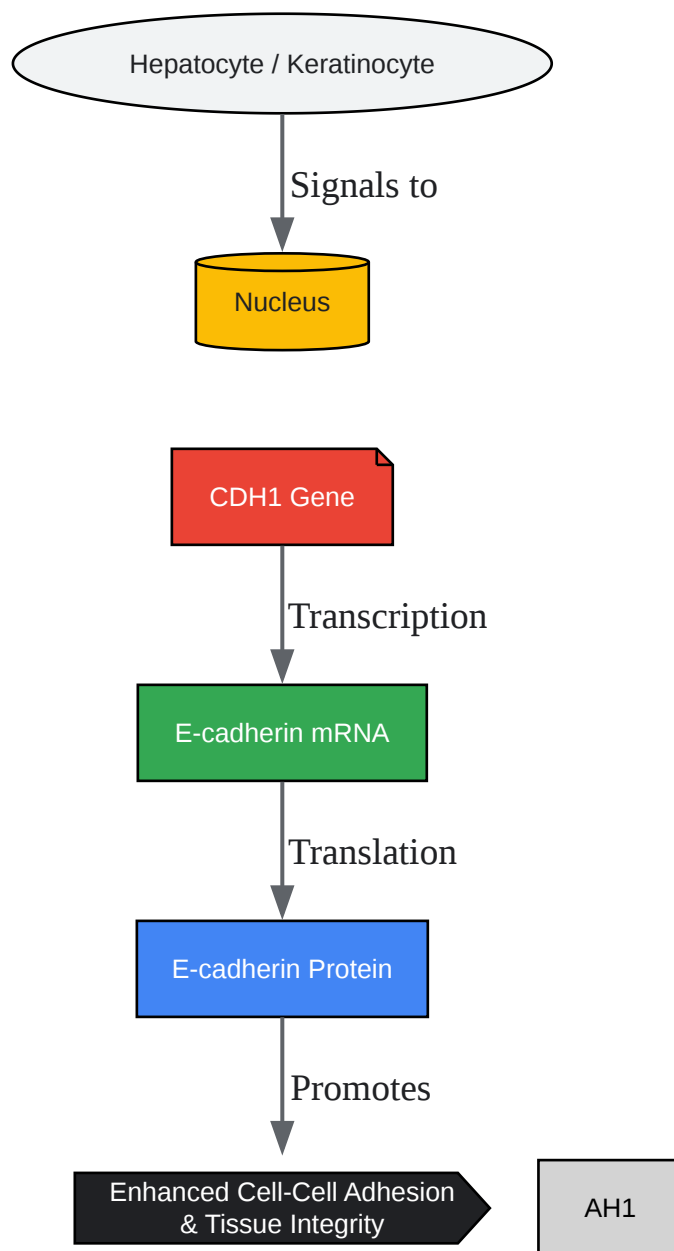 Hepatocyte / Keratinocyte
Signals to
Nucleus
CDH1 Gene
Transcription
E-cadherin mRNA
Translation
E-cadherin Protein
Promotes
Enhanced Cell-Cell Adhesion
& Tissue Integrity
AH1